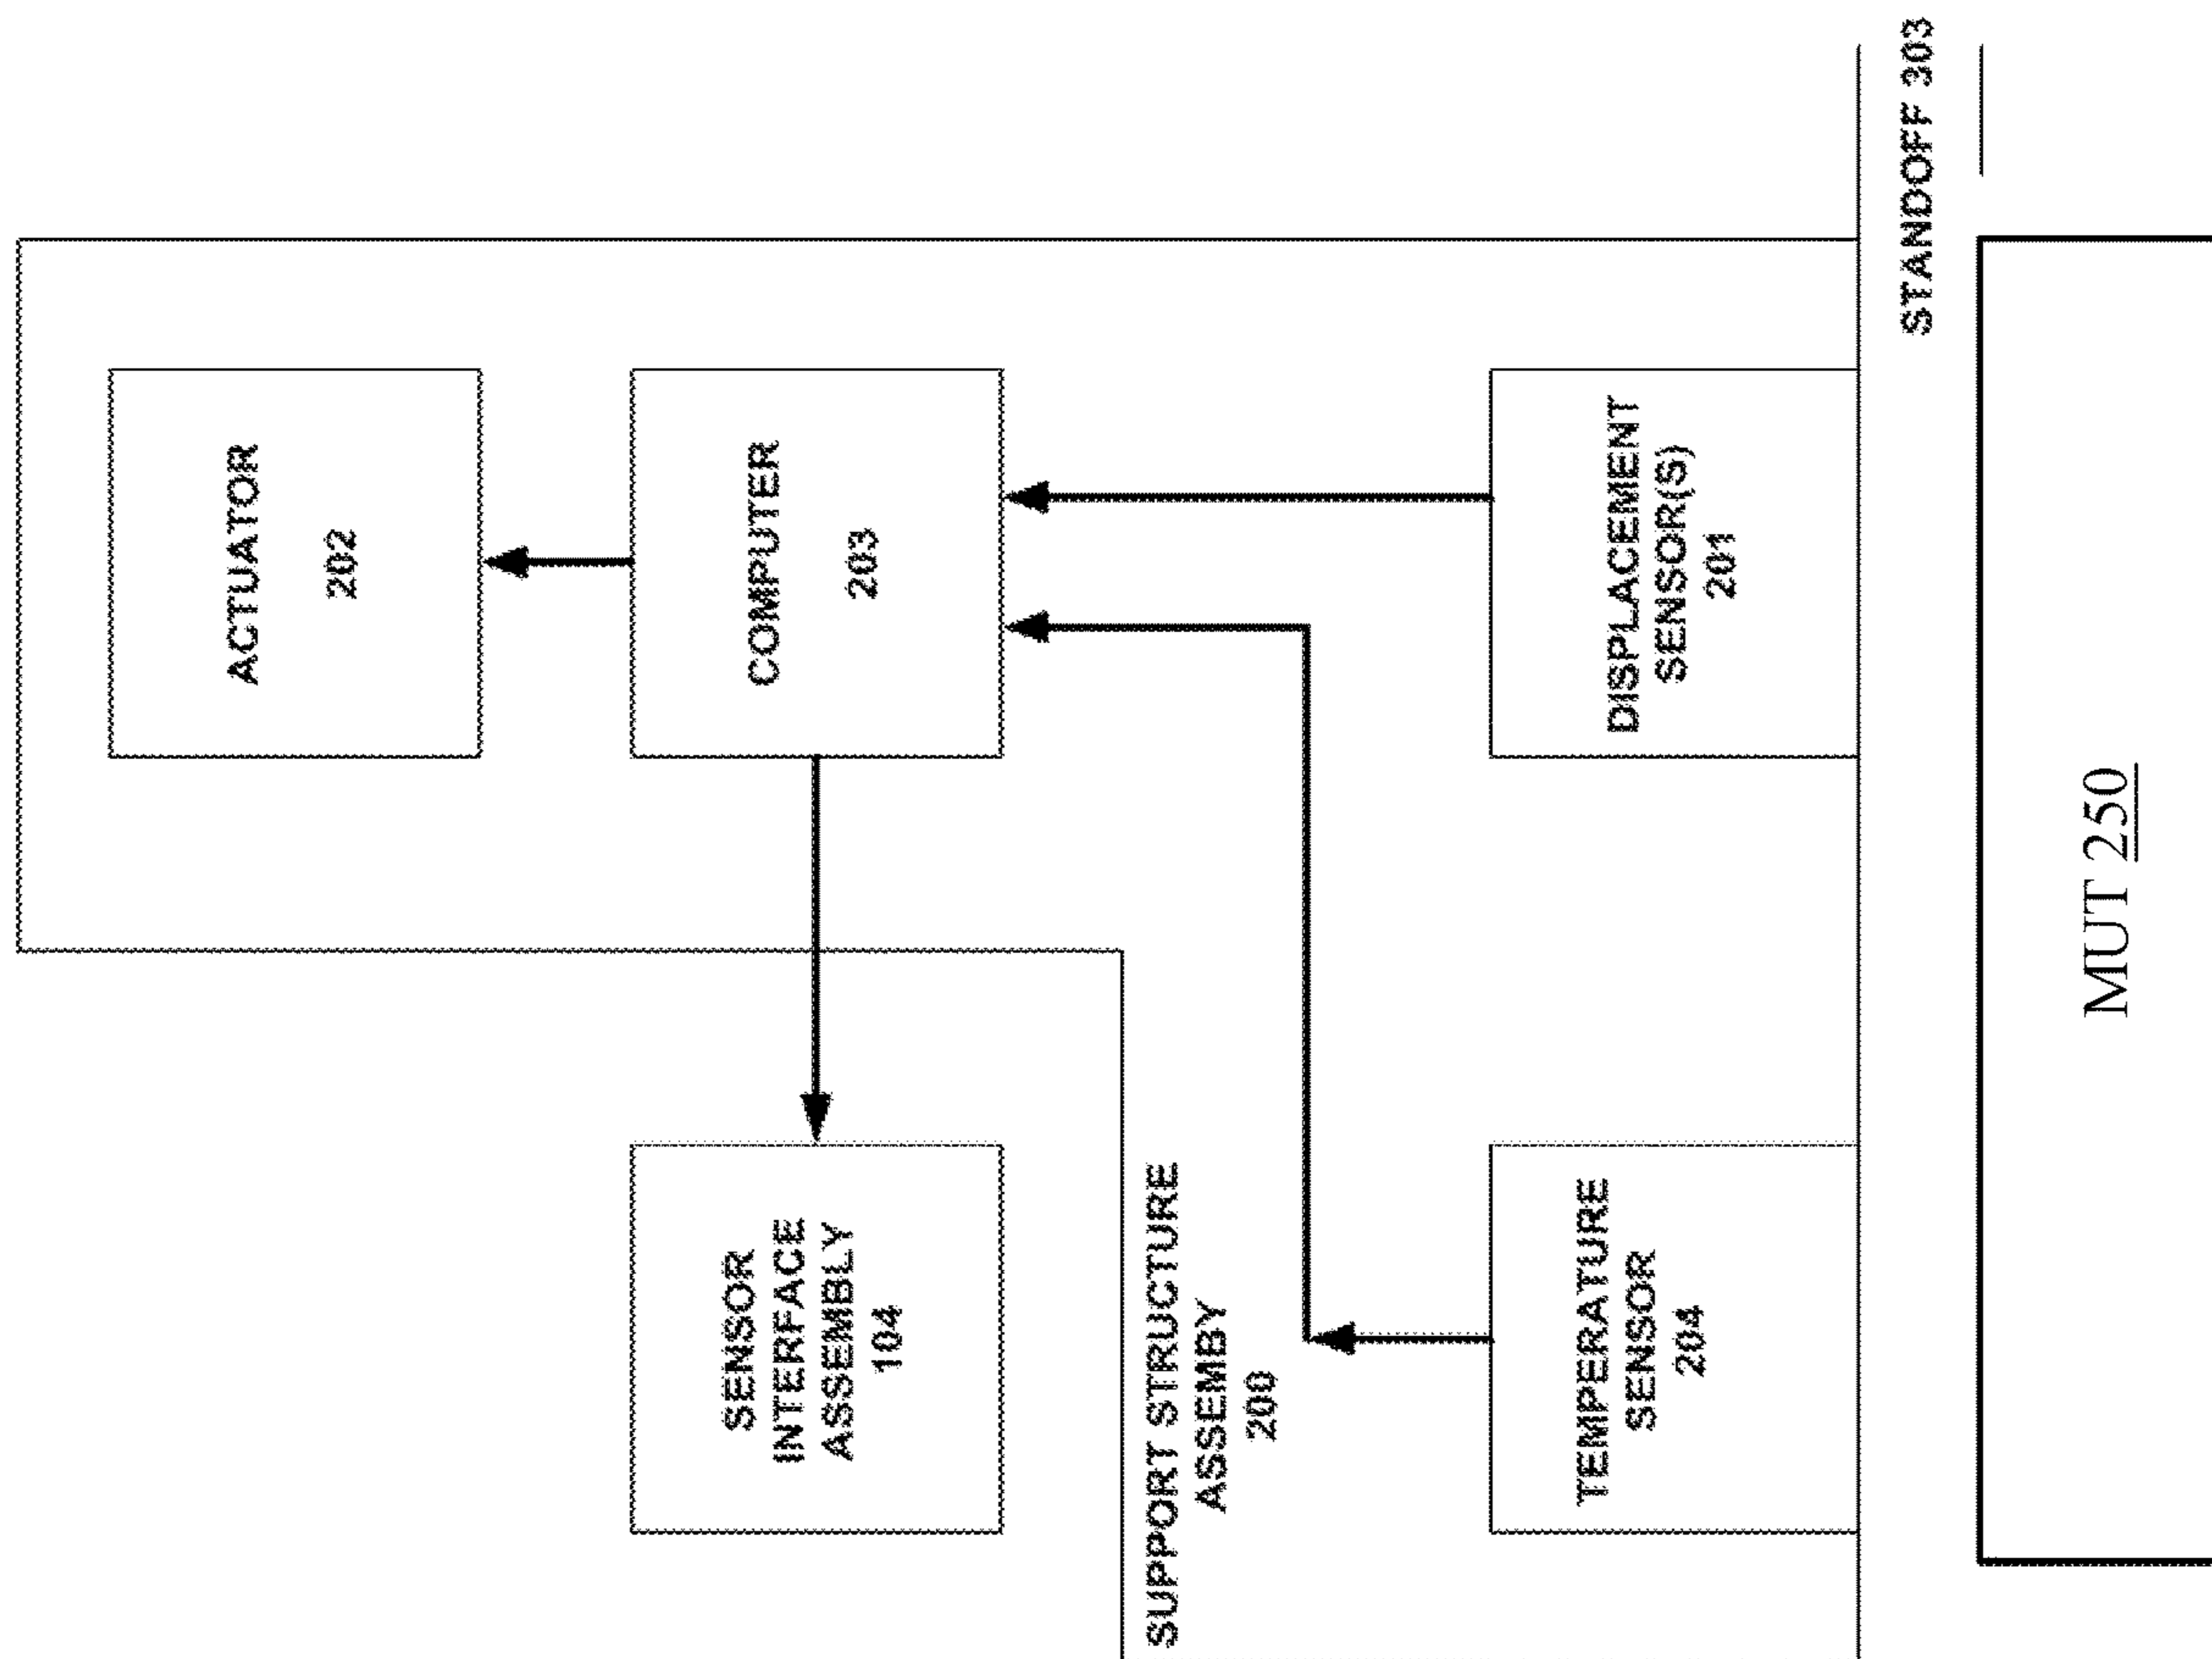 ACTUATOR
202
COMPUTER
203
SENSOR
INTERFACE
ASSEMBLY
104
SUPPORT STRUCTURE
ASSEMBY
200
DISPLACEMENT
SENSOR(S)
201
TEMPERATURE
SENSOR
204
STANDOFF 303
MUT 250